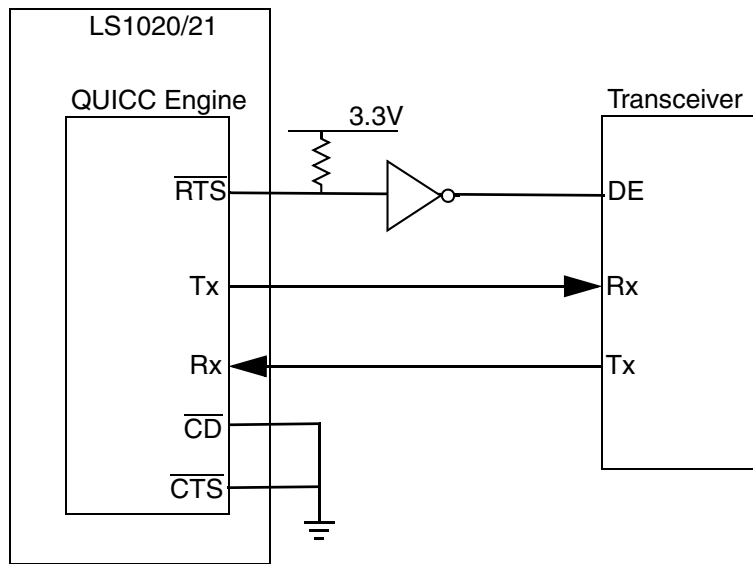 LS1020/21
QUICC Engine
Transceiver
3.3V
RTS
DE
Tx
Rx
Rx
Tx
CD
CTS